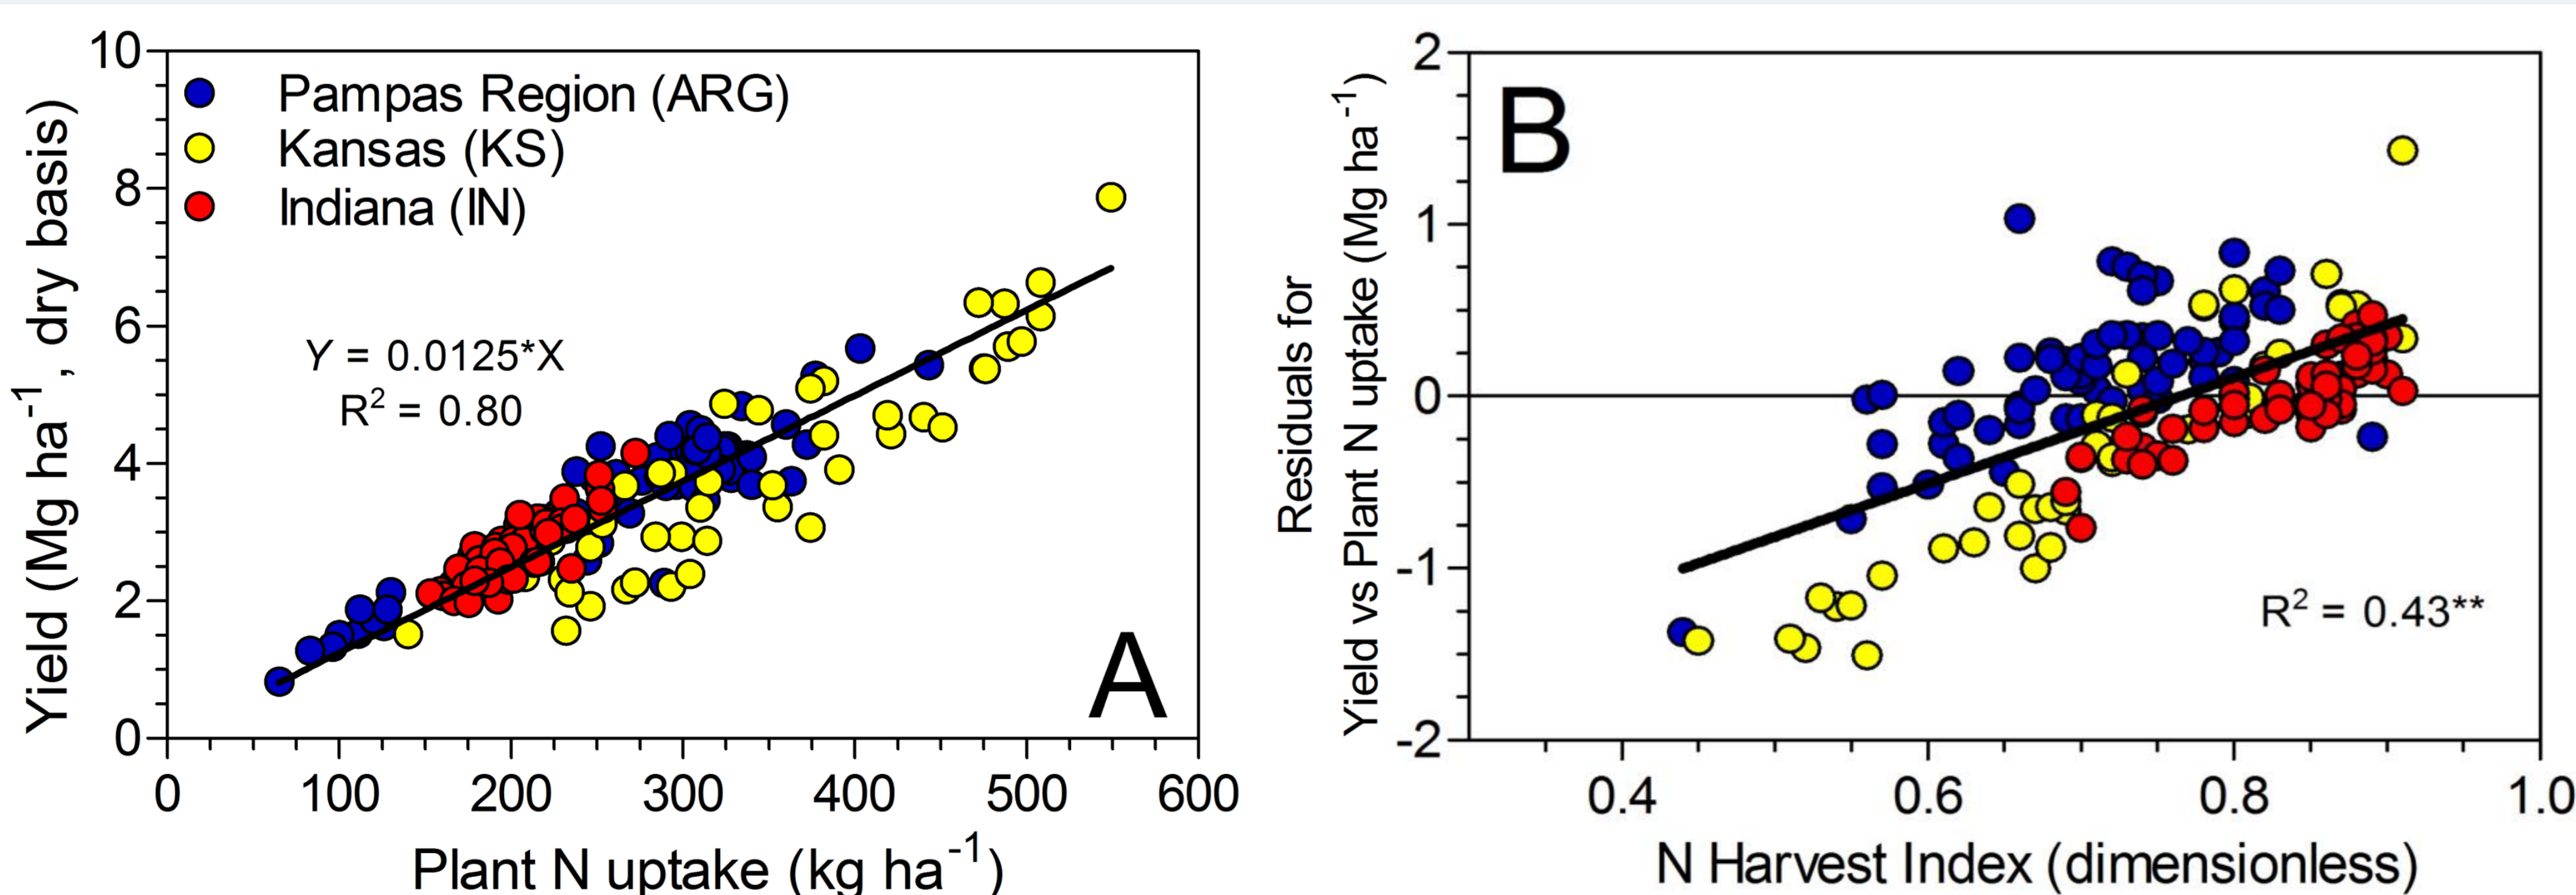 10
8
6
4
2
0
0 100 200 300 400 500 600
Yield (Mg ha⁻¹, dry basis)
Plant N uptake (kg ha⁻¹)
Pampas Region (ARG)
Kansas (KS)
Indiana (IN)
Y = 0.0125*X
R² = 0.80
A
2
1
0
-1
-2
0.4 0.6 0.8 1.0
Residuals for
Yield vs Plant N uptake (Mg ha⁻¹)
N Harvest Index (dimensionless)
B
R² = 0.43**